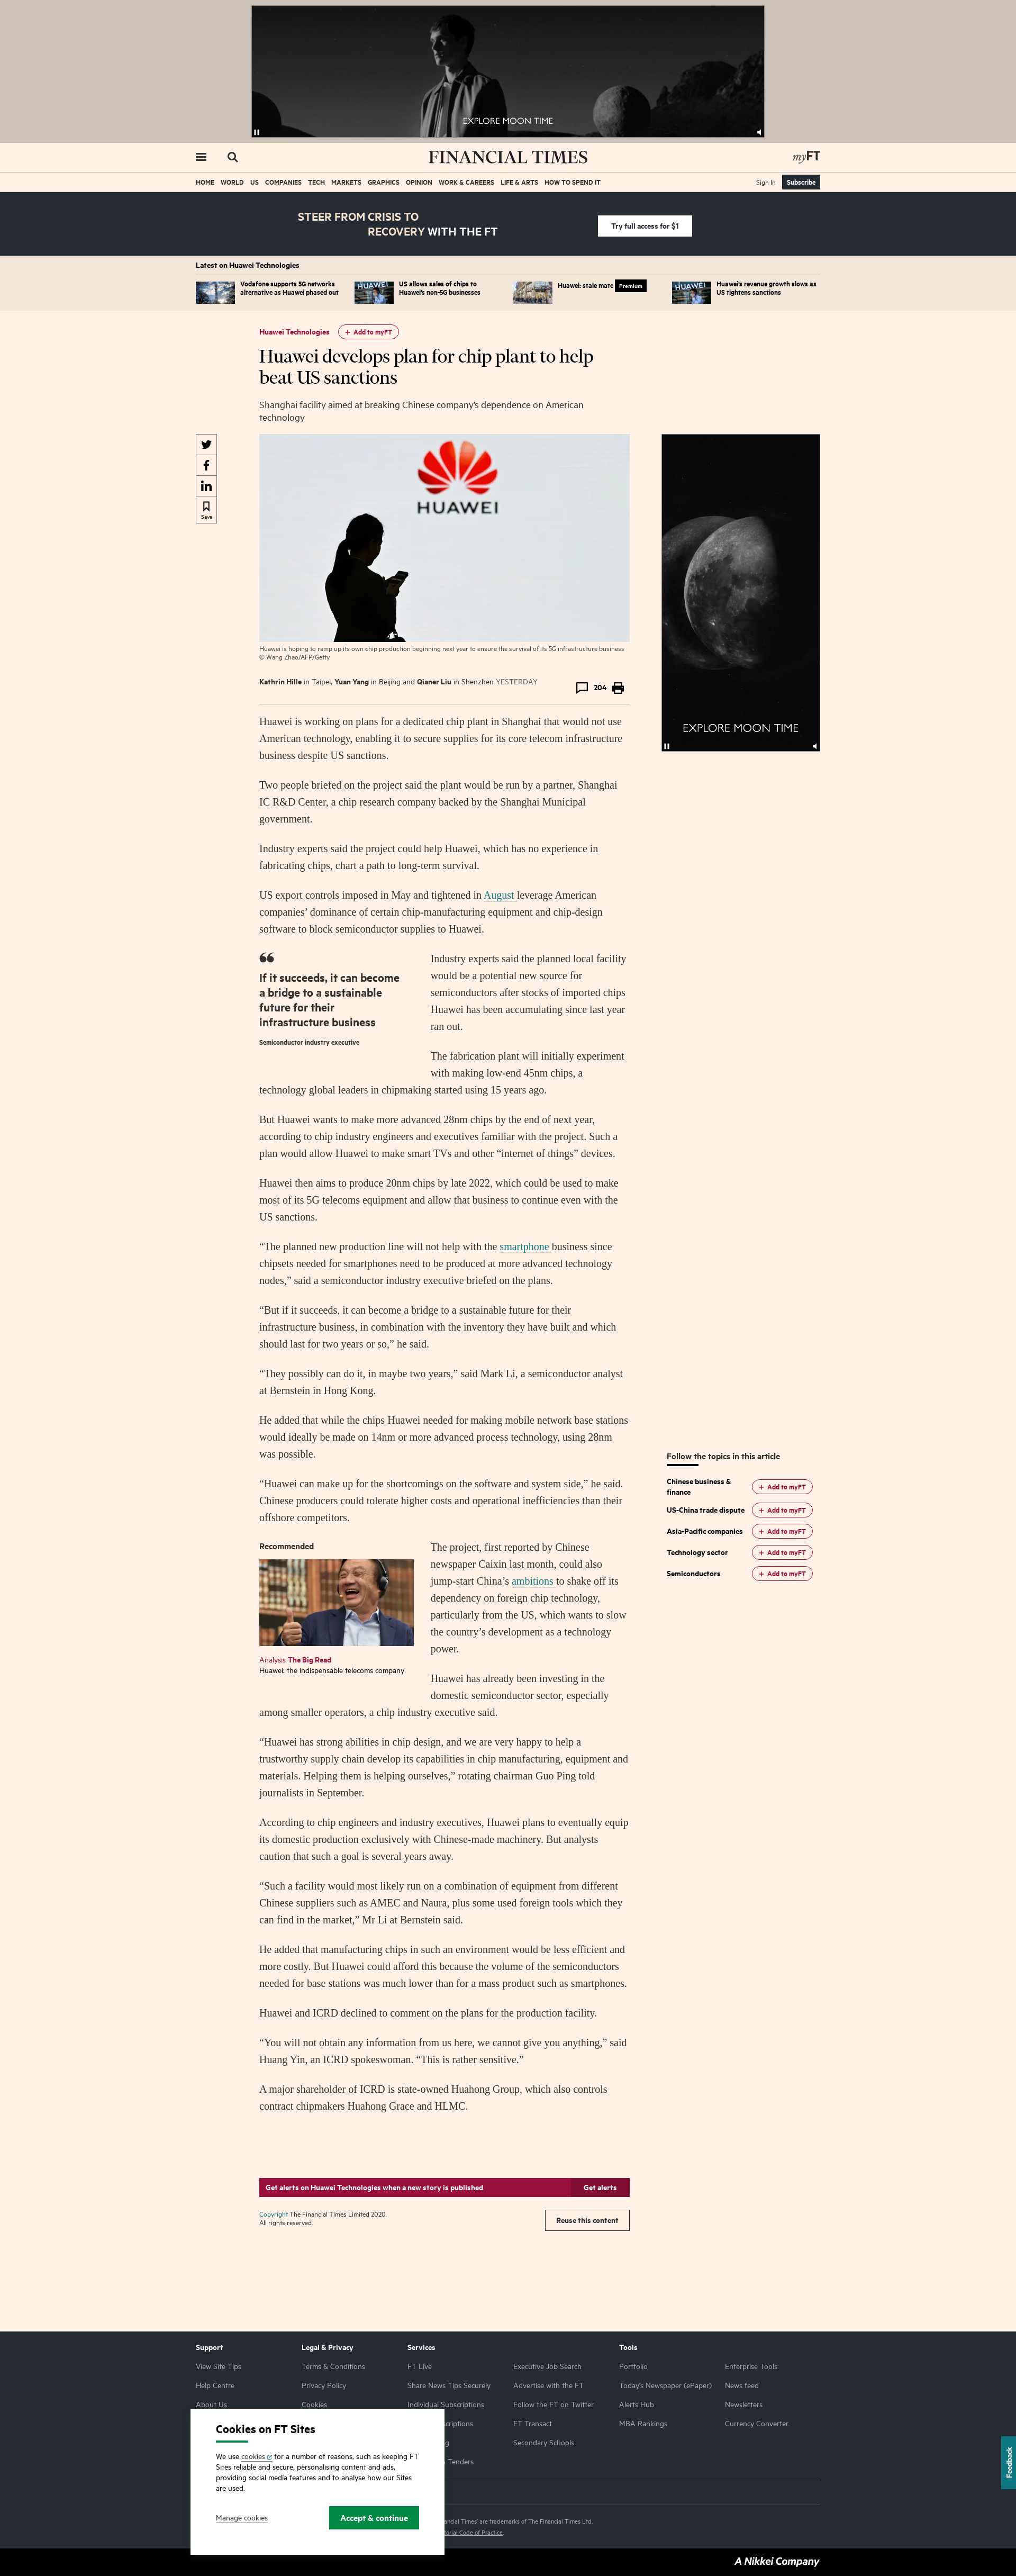 EXPLORE MOON TIME
FINANCIAL TIMES
myFT
HOME WORLD US COMPANIES TECH MARKETS GRAPHICS OPINION WORK & CAREERS LIFE & ARTS HOW TO SPEND IT
Sign In Subscribe
STEER FROM CRISIS TO
RECOVERY WITH THE FT
Try full access for $1
Latest on Huawei Technologies
Vodafone supports 5G networks
alternative as Huawei phased out
HUAWEI
US allows sales of chips to
Huawei's non-5G businesses
Huawei: stale mate Premium
HUAWEI
Huawei's revenue growth slows as
US tightens sanctions
Huawei Technologies + Add to myFT
Huawei develops plan for chip plant to help
beat US sanctions
Shanghai facility aimed at breaking Chinese company's dependence on American
technology
Save
HUAWEI
Huawei is hoping to ramp up its own chip production beginning next year to ensure the survival of its 5G infrastructure business
© Wang Zhao/AFP/Getty
Kathrin Hille in Taipei, Yuan Yang in Beijing and Qianer Liu in Shenzhen YESTERDAY
204
EXPLORE MOON TIME
Huawei is working on plans for a dedicated chip plant in Shanghai that would not use
American technology, enabling it to secure supplies for its core telecom infrastructure
business despite US sanctions.
Two people briefed on the project said the plant would be run by a partner, Shanghai
IC R&D Center, a chip research company backed by the Shanghai Municipal
government.
Industry experts said the project could help Huawei, which has no experience in
fabricating chips, chart a path to long-term survival.
US export controls imposed in May and tightened in August leverage American
companies' dominance of certain chip-manufacturing equipment and chip-design
software to block semiconductor supplies to Huawei.
“
If it succeeds, it can become
a bridge to a sustainable
future for their
infrastructure business
Semiconductor industry executive
Industry experts said the planned local facility
would be a potential new source for
semiconductors after stocks of imported chips
Huawei has been accumulating since last year
ran out.
The fabrication plant will initially experiment
with making low-end 45nm chips, a
technology global leaders in chipmaking started using 15 years ago.
But Huawei wants to make more advanced 28nm chips by the end of next year,
according to chip industry engineers and executives familiar with the project. Such a
plan would allow Huawei to make smart TVs and other “internet of things” devices.
Huawei then aims to produce 20nm chips by late 2022, which could be used to make
most of its 5G telecoms equipment and allow that business to continue even with the
US sanctions.
“The planned new production line will not help with the smartphone business since
chipsets needed for smartphones need to be produced at more advanced technology
nodes,” said a semiconductor industry executive briefed on the plans.
“But if it succeeds, it can become a bridge to a sustainable future for their
infrastructure business, in combination with the inventory they have built and which
should last for two years or so,” he said.
“They possibly can do it, in maybe two years,” said Mark Li, a semiconductor analyst
at Bernstein in Hong Kong.
He added that while the chips Huawei needed for making mobile network base stations
would ideally be made on 14nm or more advanced process technology, using 28nm
was possible.
“Huawei can make up for the shortcomings on the software and system side,” he said.
Chinese producers could tolerate higher costs and operational inefficiencies than their
offshore competitors.
Follow the topics in this article
Chinese business &
finance
+ Add to myFT
US-China trade dispute + Add to myFT
Asia-Pacific companies + Add to myFT
Technology sector + Add to myFT
Semiconductors + Add to myFT
Recommended
Analysis The Big Read
Huawei: the indispensable telecoms company
The project, first reported by Chinese
newspaper Caixin last month, could also
jump-start China's ambitions to shake off its
dependency on foreign chip technology,
particularly from the US, which wants to slow
the country's development as a technology
power.
Huawei has already been investing in the
domestic semiconductor sector, especially
among smaller operators, a chip industry executive said.
“Huawei has strong abilities in chip design, and we are very happy to help a
trustworthy supply chain develop its capabilities in chip manufacturing, equipment and
materials. Helping them is helping ourselves,” rotating chairman Guo Ping told
journalists in September.
According to chip engineers and industry executives, Huawei plans to eventually equip
its domestic production exclusively with Chinese-made machinery. But analysts
caution that such a goal is several years away.
“Such a facility would most likely run on a combination of equipment from different
Chinese suppliers such as AMEC and Naura, plus some used foreign tools which they
can find in the market,” Mr Li at Bernstein said.
He added that manufacturing chips in such an environment would be less efficient and
more costly. But Huawei could afford this because the volume of the semiconductors
needed for base stations was much lower than for a mass product such as smartphones.
Huawei and ICRD declined to comment on the plans for the production facility.
“You will not obtain any information from us here, we cannot give you anything,” said
Huang Yin, an ICRD spokeswoman. “This is rather sensitive.”
A major shareholder of ICRD is state-owned Huahong Group, which also controls
contract chipmakers Huahong Grace and HLMC.
Get alerts on Huawei Technologies when a new story is published Get alerts
Copyright The Financial Times Limited 2020.
All rights reserved.
Reuse this content
Support Legal & Privacy Services Tools
View Site Tips Terms & Conditions FT Live Executive Job Search Portfolio Enterprise Tools
Help Centre Privacy Policy Share News Tips Securely Advertise with the FT Today's Newspaper (ePaper) News feed
About Us Cookies Individual Subscriptions Follow the FT on Twitter Alerts Hub Newsletters
criptions FT Transact MBA Rankings Currency Converter
g Secondary Schools
Tenders
Cookies on FT Sites
We use cookies for a number of reasons, such as keeping FT
Sites reliable and secure, personalising content and ads,
providing social media features and to analyse how our Sites
are used.
Manage cookies Accept & continue
Feedback
ancial Times' are trademarks of The Financial Times Ltd.
torial Code of Practice.
A Nikkei Company